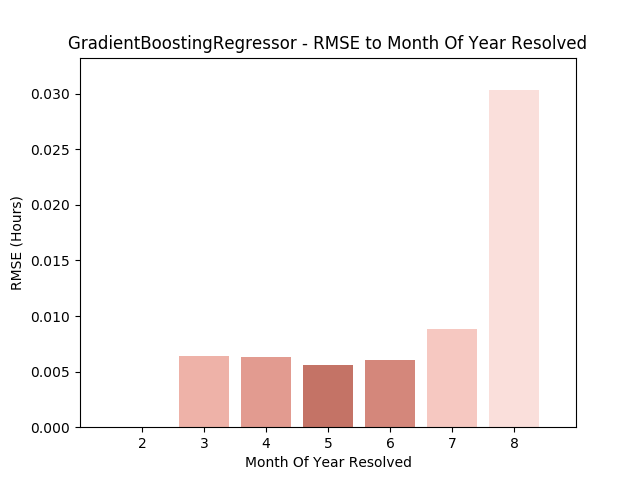 GradientBoostingRegressor - RMSE to Month Of Year Resolved
0.030
0.025
0.020
0.015
0.010
0.005
0.000
RMSE (Hours)
2 3 4 5 6 7 8
Month Of Year Resolved